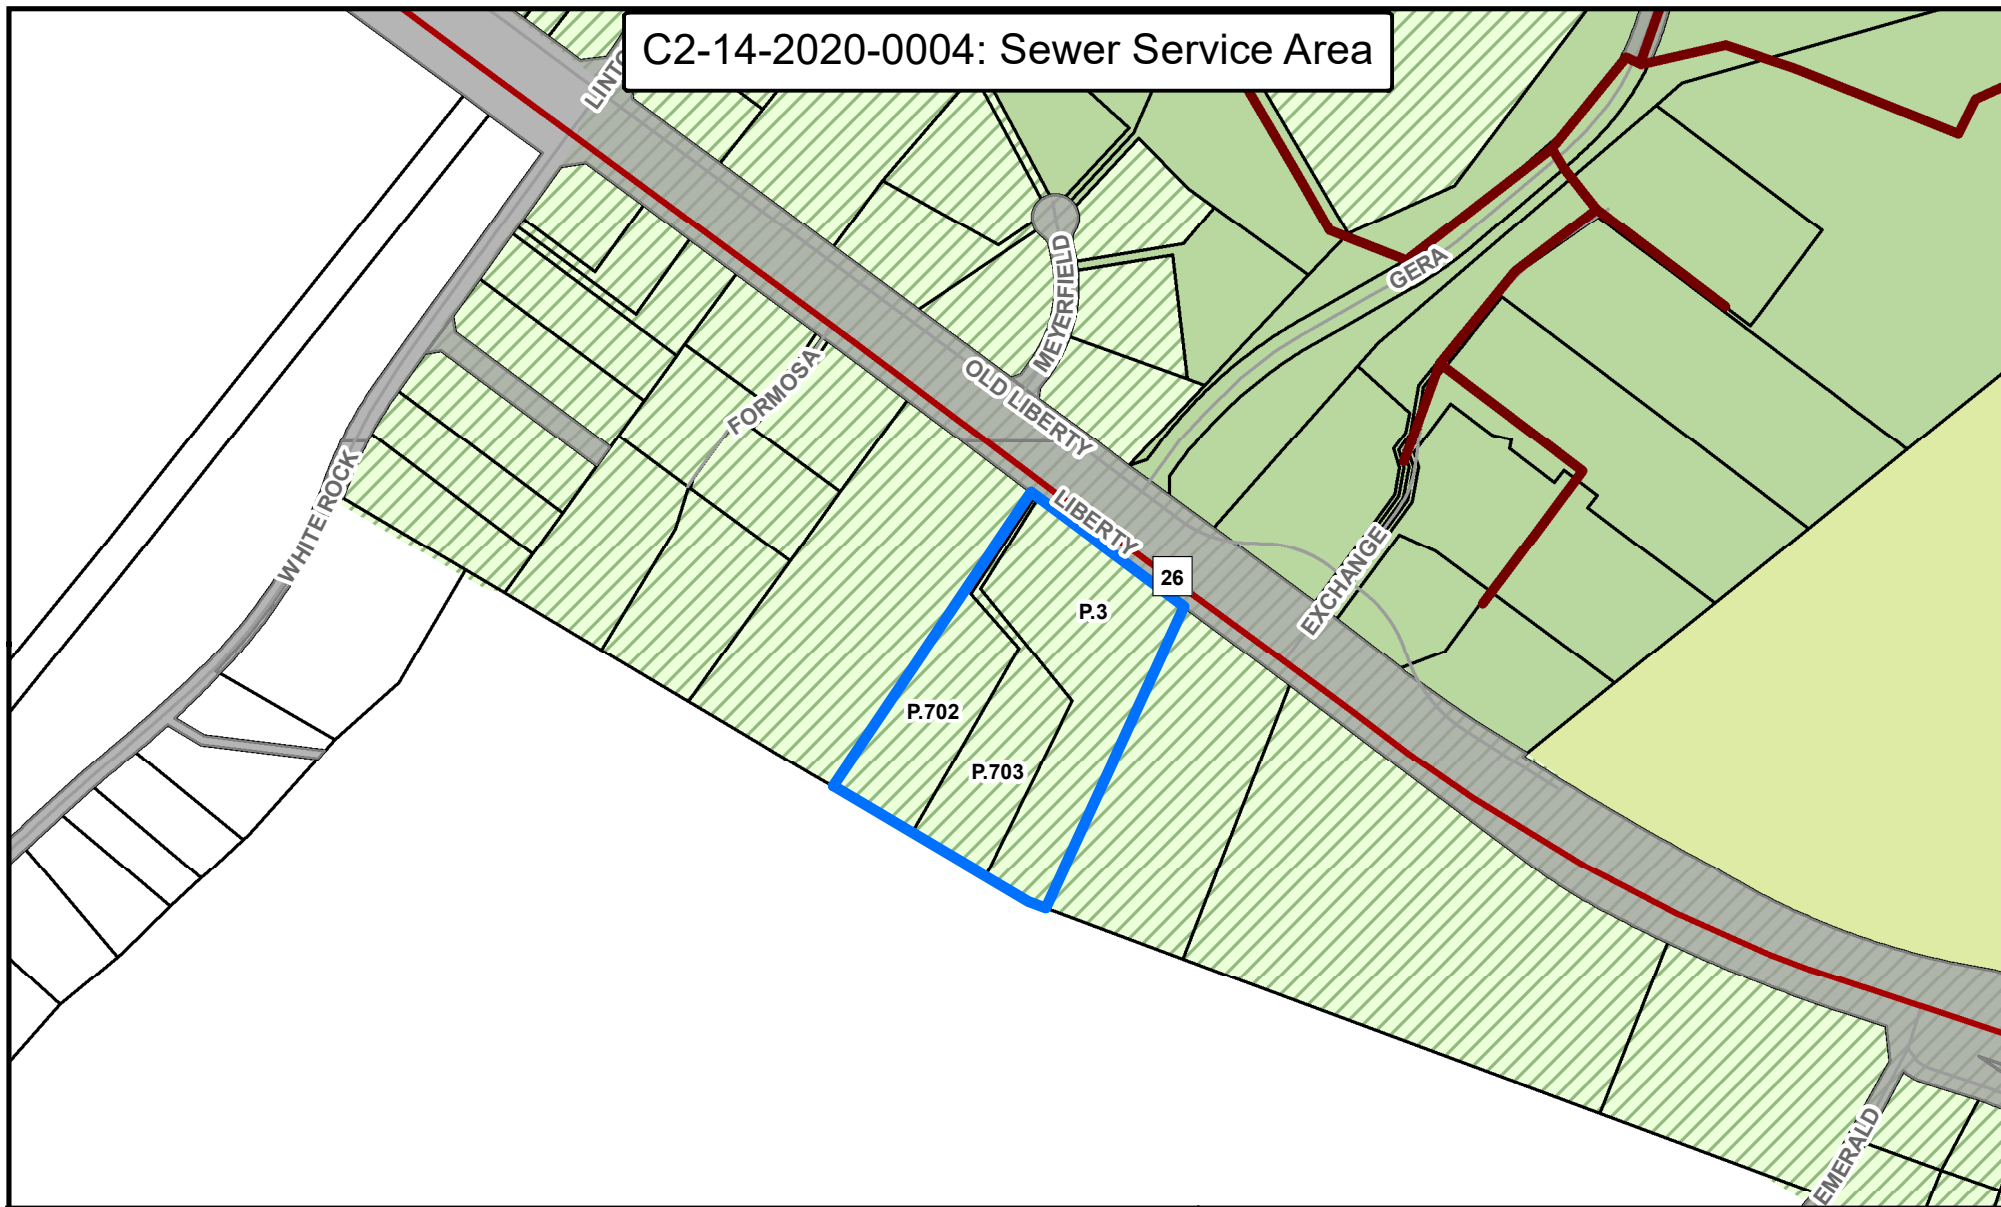 C2-14-2020-0004: Sewer Service Area
MEYERFIELD
GERA
FORMOSA
OLD LIBERTY
WHITE ROCK
LIBERTY
26
EXCHANGE
P.3
P.702
P.703
EMERALD